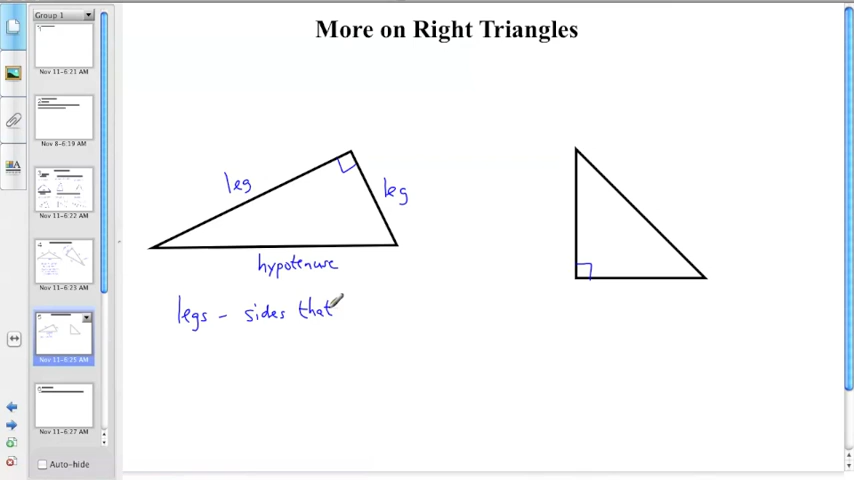 Group 1
More on Right Triangles
Nov 11-6:21 AM
Nov 8-6:19 AM
Nov 11-6:22 AM
Nov 11-6:23 AM
Nov 11-6:25 AM
Nov 11-6:27 AM
Auto-hide
leg
leg
hypotenuse
legs - sides that